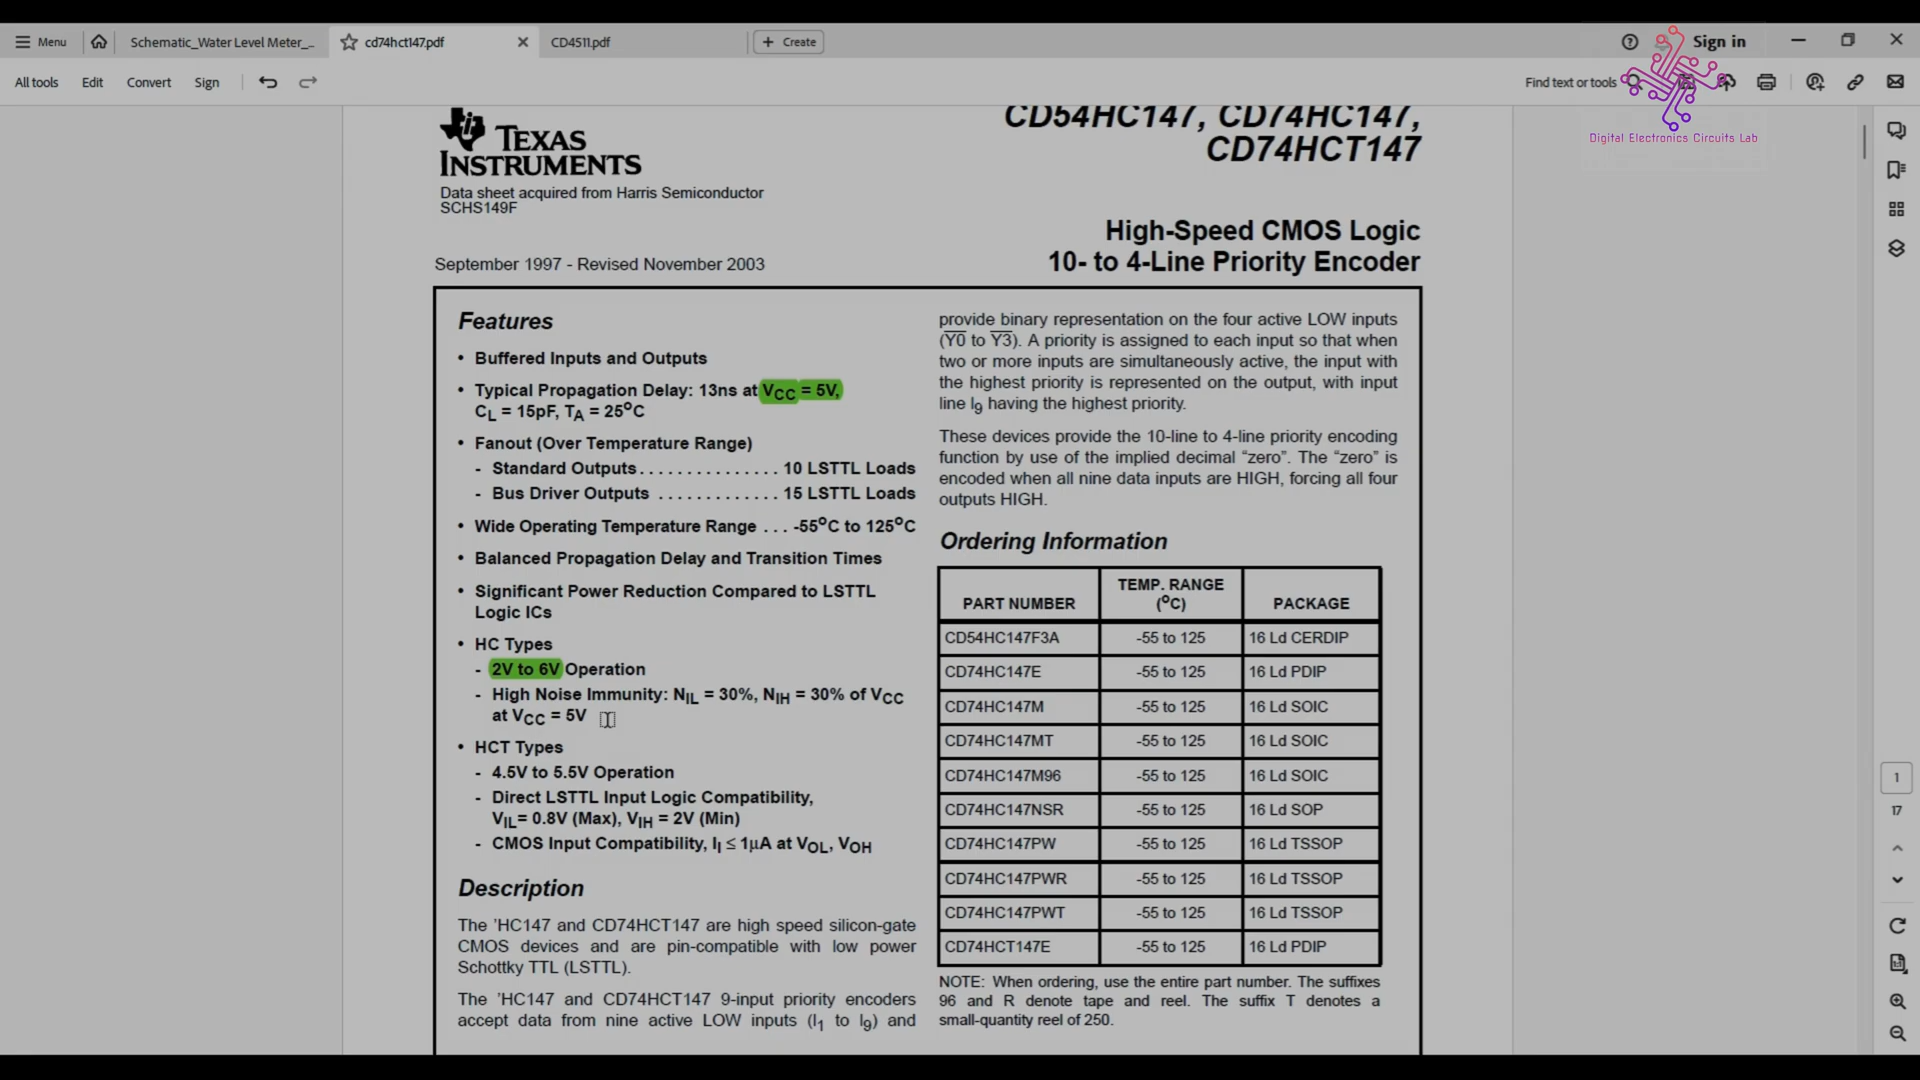 Menu
Schematic_Water Level Meter_...
cd74hct147.pdf
CD4511.pdf
+ Create
Sign in
All tools
Edit
Convert
Sign
Find text or tools
Digital Electronics Circuits Lab
TEXAS
INSTRUMENTS
Data sheet acquired from Harris Semiconductor
SCHS149F
CD54HC147, CD74HC147,
CD74HCT147
High-Speed CMOS Logic
10- to 4-Line Priority Encoder
September 1997 - Revised November 2003
Features
• Buffered Inputs and Outputs
• Typical Propagation Delay: 13ns at VCC = 5V,
CL = 15pF, TA = 25oC
• Fanout (Over Temperature Range)
- Standard Outputs . . . . . . . . . . . . . . . 10 LSTTL Loads
- Bus Driver Outputs . . . . . . . . . . . . . 15 LSTTL Loads
• Wide Operating Temperature Range . . . -55oC to 125oC
• Balanced Propagation Delay and Transition Times
• Significant Power Reduction Compared to LSTTL
Logic ICs
• HC Types
- 2V to 6V Operation
- High Noise Immunity: NIL = 30%, NIH = 30% of VCC
at VCC = 5V
• HCT Types
- 4.5V to 5.5V Operation
- Direct LSTTL Input Logic Compatibility,
VIL= 0.8V (Max), VIH = 2V (Min)
- CMOS Input Compatibility, II ≤ 1μA at VOL, VOH
Description
The ’HC147 and CD74HCT147 are high speed silicon-gate
CMOS devices and are pin-compatible with low power
Schottky TTL (LSTTL).
The ’HC147 and CD74HCT147 9-input priority encoders
accept data from nine active LOW inputs (I1 to I9) and
provide binary representation on the four active LOW inputs
(Y0 to Y3). A priority is assigned to each input so that when
two or more inputs are simultaneously active, the input with
the highest priority is represented on the output, with input
line I9 having the highest priority.
These devices provide the 10-line to 4-line priority encoding
function by use of the implied decimal “zero”. The “zero” is
encoded when all nine data inputs are HIGH, forcing all four
outputs HIGH.
Ordering Information
PART NUMBER TEMP. RANGE (oC) PACKAGE
CD54HC147F3A -55 to 125 16 Ld CERDIP
CD74HC147E -55 to 125 16 Ld PDIP
CD74HC147M -55 to 125 16 Ld SOIC
CD74HC147MT -55 to 125 16 Ld SOIC
CD74HC147M96 -55 to 125 16 Ld SOIC
CD74HC147NSR -55 to 125 16 Ld SOP
CD74HC147PW -55 to 125 16 Ld TSSOP
CD74HC147PWR -55 to 125 16 Ld TSSOP
CD74HC147PWT -55 to 125 16 Ld TSSOP
CD74HCT147E -55 to 125 16 Ld PDIP
NOTE: When ordering, use the entire part number. The suffixes
96 and R denote tape and reel. The suffix T denotes a
small-quantity reel of 250.
1
17